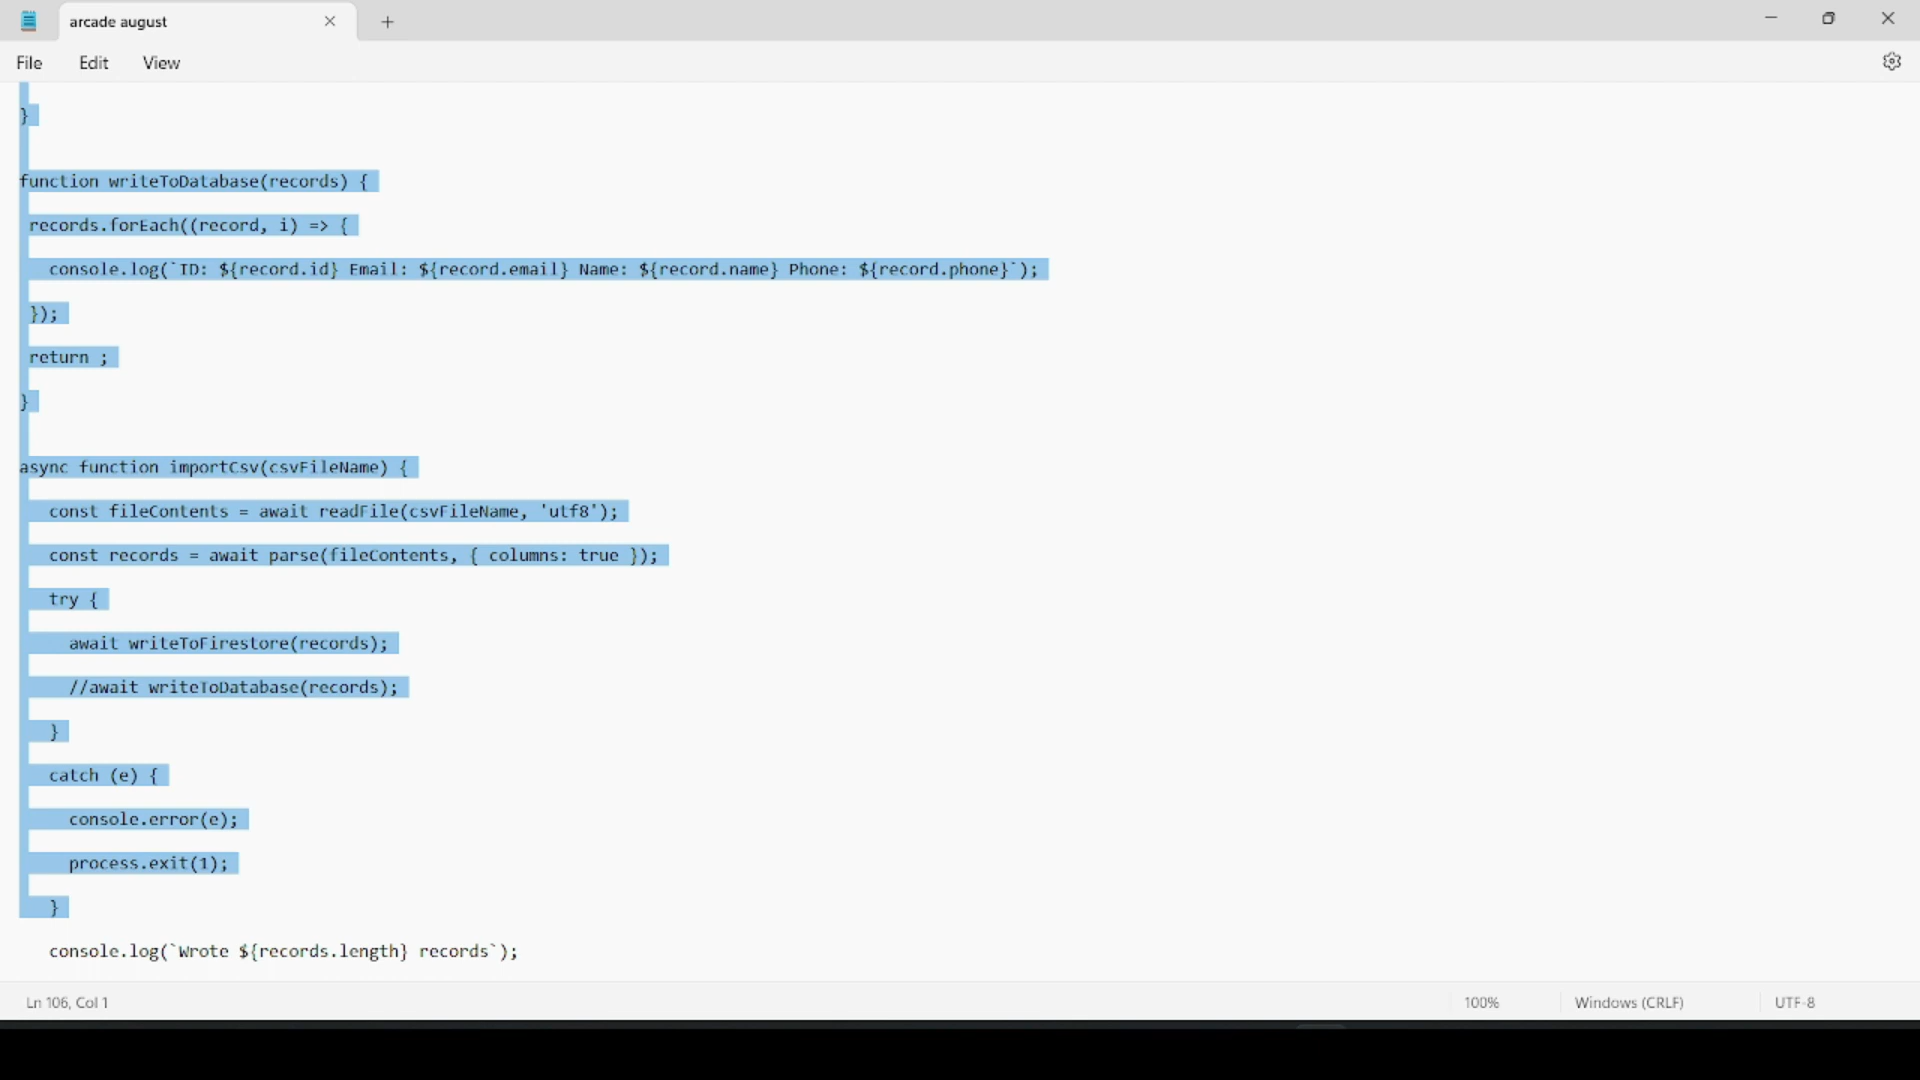 arcade august
File Edit View
}
function writeToDatabase(records) {
records.forEach((record, i) => {
console.log(`ID: ${record.id} Email: ${record.email} Name: ${record.name} Phone: ${record.phone}`);
});
return ;
}
async function importCsv(csvFileName) {
const fileContents = await readFile(csvFileName, 'utf8');
const records = await parse(fileContents, { columns: true });
try {
await writeToFirestore(records);
//await writeToDatabase(records);
}
catch (e) {
console.error(e);
process.exit(1);
}
console.log(`Wrote ${records.length} records`);
Ln 106, Col 1 100% Windows (CRLF) UTF-8